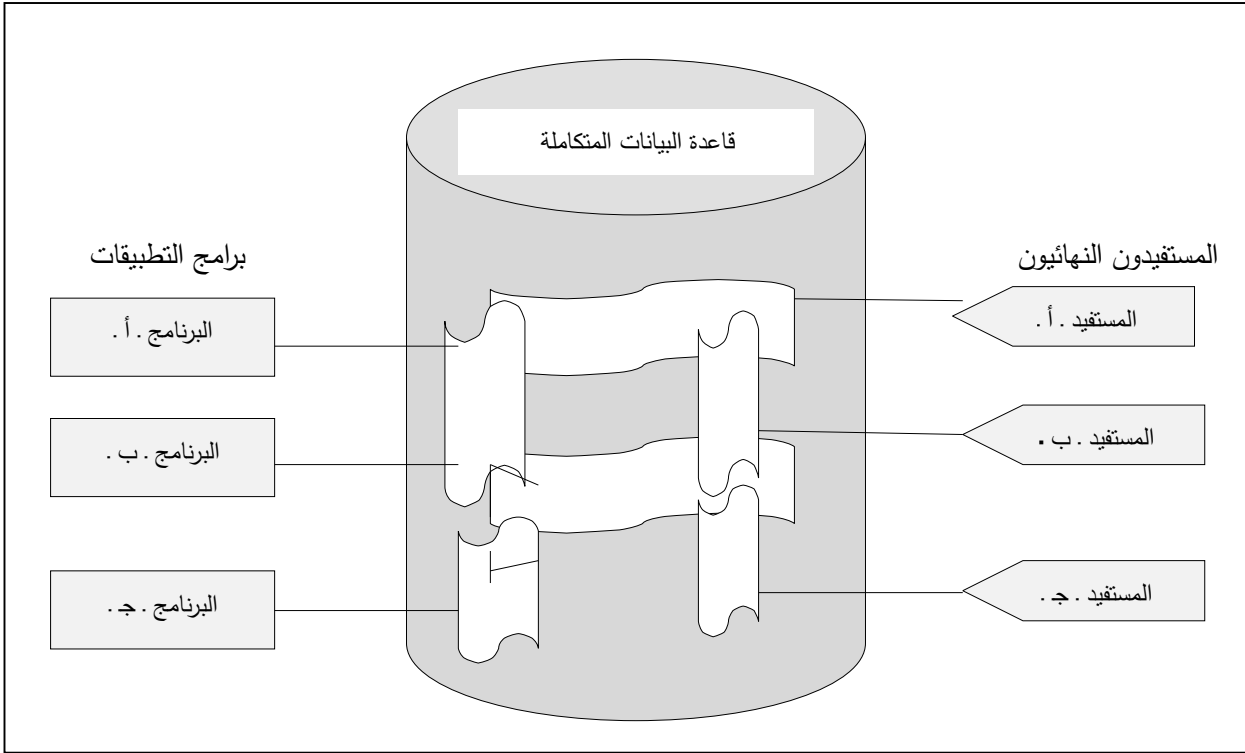 قاعدة البيانات المتكاملة
المستفيدون النهائيون
برامج التطبيقات
المستفيد . أ .
البرنامج . أ .
المستفيد . ب .
البرنامج . ب .
المستفيد . جـ .
البرنامج . جـ .